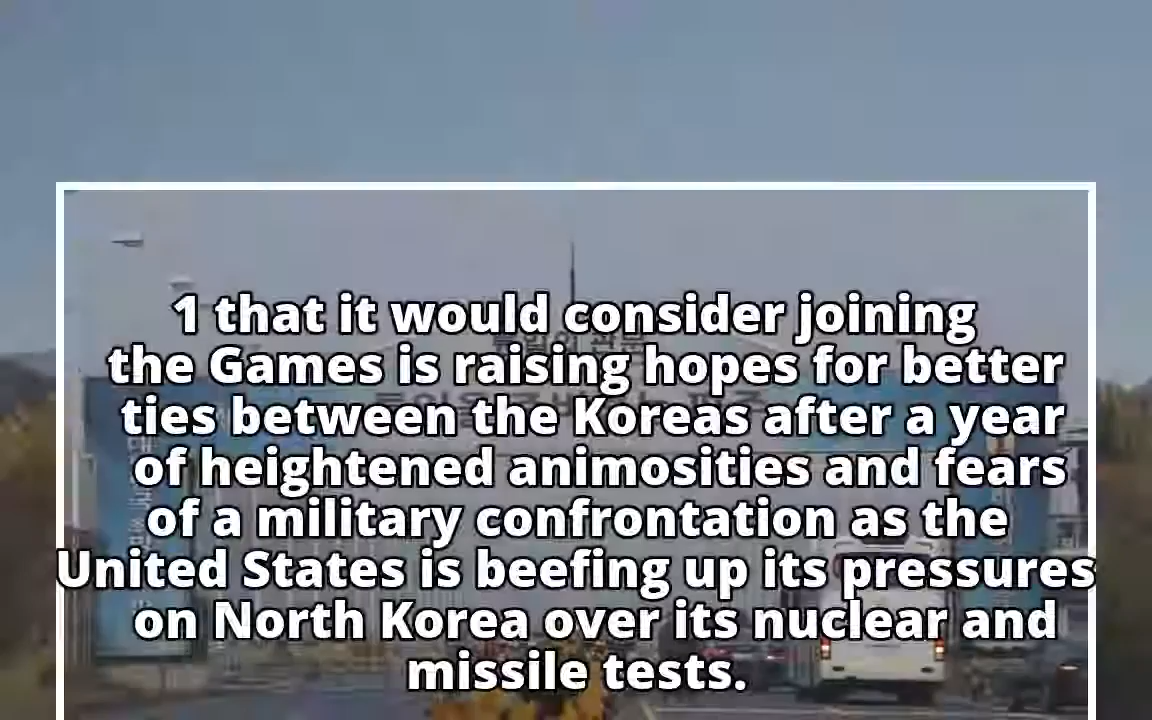 1 that it would consider joining
the Games is raising hopes for better
ties between the Koreas after a year
of heightened animosities and fears
of a military confrontation as the
United States is beefing up its pressures
on North Korea over its nuclear and
missile tests.